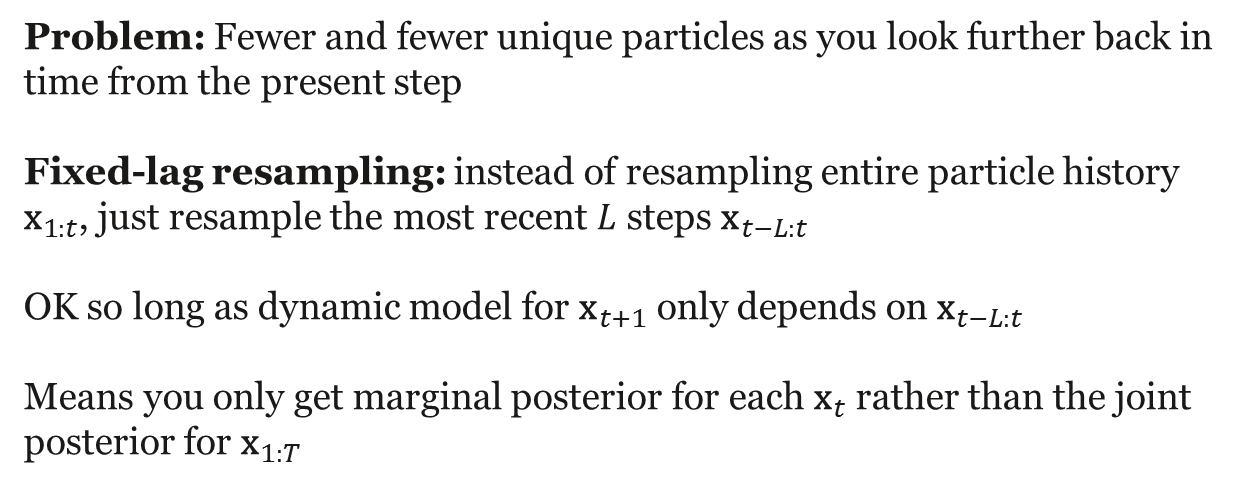 Problem: Fewer and fewer unique particles as you look further back in
time from the present step
Fixed-lag resampling: instead of resampling entire particle history
x₁:ₜ, just resample the most recent L steps xₜ₋L:ₜ
OK so long as dynamic model for xₜ₊₁ only depends on xₜ₋L:ₜ
Means you only get marginal posterior for each xₜ rather than the joint
posterior for x₁:T